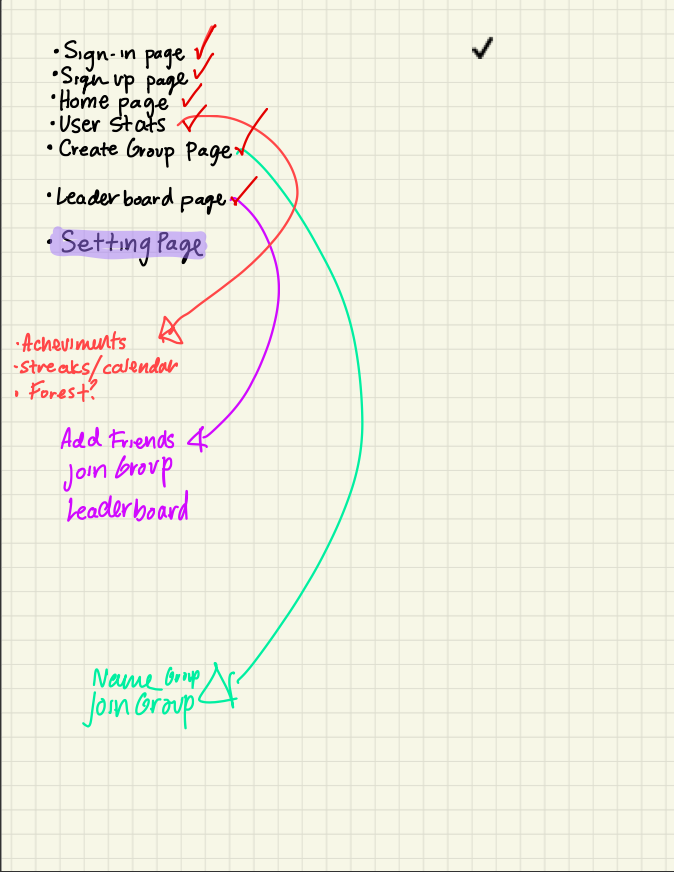 • Sign-in page ✓
• Sign up page ✓
• Home page ✓
• User Stats ✓
• Create Group Page ✓
• Leaderboard page ✓
• Setting Page
• Acheviments
• streaks/calendar
• Forest?
Add Friends
Join Group
Leaderboard
Name Group
Join Group